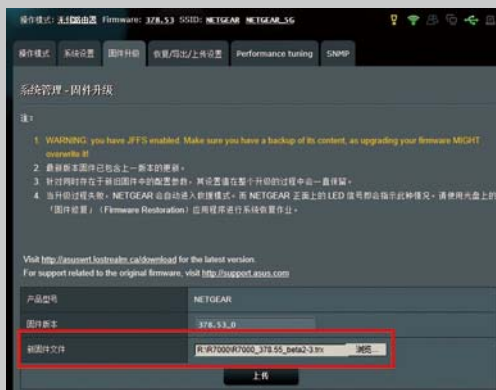 操作模式: 无线路由器 Firmware: 378.53 SSID: NETGEAR NETGEAR_5G
操作模式 系统设置 固件升级 恢复/导出/上传设置 Performance tuning SNMP
系统管理 - 固件升级
注:
1. WARNING: you have JFFS enabled. Make sure you have a backup of its content, as upgrading your firmware MIGHT
overwrite it!
2. 最新版本固件已包含上一版本的更新。
3. 针对同时存在于新旧固件中的配置参数,其设置值在整个升级的过程中会一直保留。
4. 当升级过程失败,NETGEAR 会自动进入救援模式。而 NETGEAR 正面上的 LED 信号即会指示此种情况。请使用光盘上的
「固件恢复」(Firmware Restoration) 应用程序进行系统恢复作业。
Visit http://asuswrt.lostrealm.ca/download for the latest version.
For support related to the original firmware, visit http://support.asus.com
产品型号 NETGEAR
固件版本 378.53_0
新固件文件 R:\R7000\R7000_378.55_beta2-3.trx 浏览...
上传